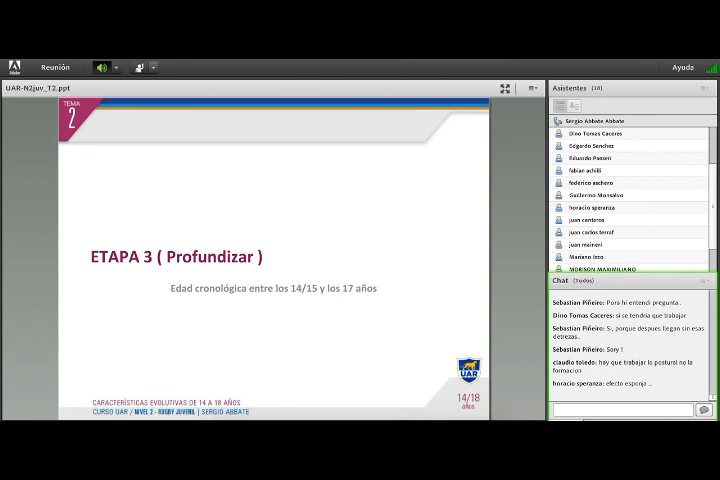 Adobe
Reunión
Ayuda
UAR-N2juv_T2.ppt
TEMA
2
ETAPA 3 ( Profundizar )
Edad cronológica entre los 14/15 y los 17 años
UAR
CARACTERÍSTICAS EVOLUTIVAS DE 14 A 18 AÑOS
CURSO UAR / NIVEL 2 - RUGBY JUVENIL | SERGIO ABBATE
14/18
años
Asistentes (18)
Sergio Abbate Abbate
Dino Tomas Caceres
Edgardo Sanchez
Eduardo Panseri
fabian achilli
federico aschero
Guillermo Monsalvo
horacio speranza
juan canteros
juan carlos terraf
juan maineri
Mariano Izzo
MORISON MAXIMILIANO
Chat (Todos)
Sebastian Piñeiro: Pora hi entendi pregunta..
Dino Tomas Caceres: si se tendria que trabajar
Sebastian Piñeiro: Si, porque despues llegan sin esas
detrezas..
Sebastian Piñeiro: Sory !
claudio toledo: hay que trabajar lo postural no la
formacion
horacio speranza: efecto esponja ...